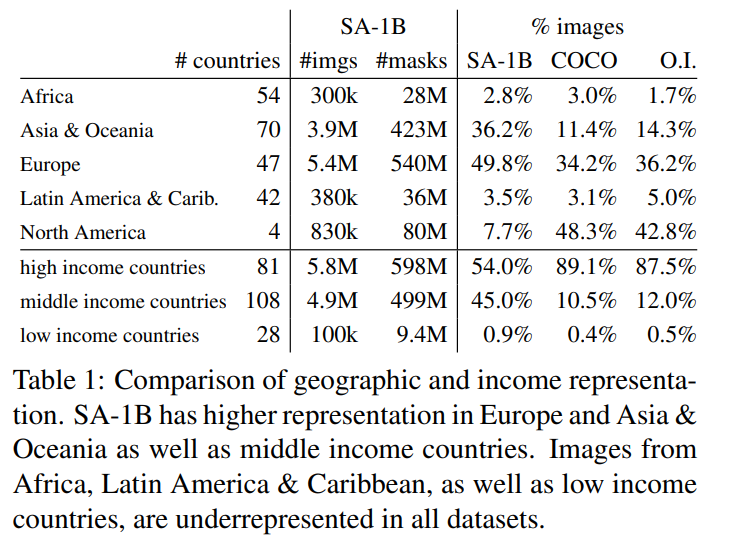 SA-1B % images
# countries #imgs #masks SA-1B COCO O.I.
Africa 54 300k 28M 2.8% 3.0% 1.7%
Asia & Oceania 70 3.9M 423M 36.2% 11.4% 14.3%
Europe 47 5.4M 540M 49.8% 34.2% 36.2%
Latin America & Carib. 42 380k 36M 3.5% 3.1% 5.0%
North America 4 830k 80M 7.7% 48.3% 42.8%
high income countries 81 5.8M 598M 54.0% 89.1% 87.5%
middle income countries 108 4.9M 499M 45.0% 10.5% 12.0%
low income countries 28 100k 9.4M 0.9% 0.4% 0.5%
Table 1: Comparison of geographic and income representa-
tion. SA-1B has higher representation in Europe and Asia &
Oceania as well as middle income countries. Images from
Africa, Latin America & Caribbean, as well as low income
countries, are underrepresented in all datasets.